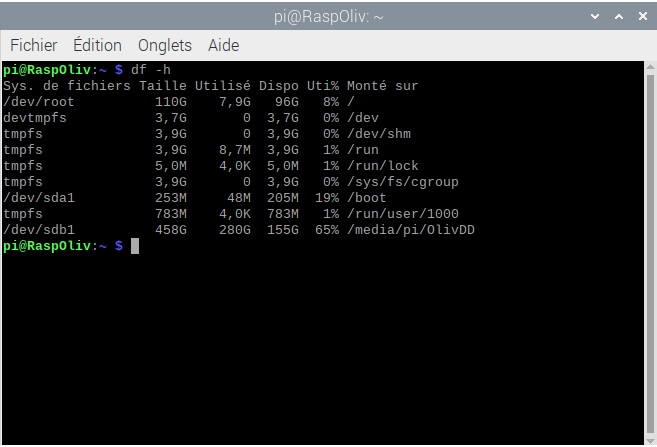 pi@RaspOliv: ~
Fichier Édition Onglets Aide
pi@RaspOliv:~ $ df -h
Sys. de fichiers Taille Utilisé Dispo Uti% Monté sur
/dev/root 110G 7,9G 96G 8% /
devtmpfs 3,7G 0 3,7G 0% /dev
tmpfs 3,9G 0 3,9G 0% /dev/shm
tmpfs 3,9G 8,7M 3,9G 1% /run
tmpfs 5,0M 4,0K 5,0M 1% /run/lock
tmpfs 3,9G 0 3,9G 0% /sys/fs/cgroup
/dev/sda1 253M 48M 205M 19% /boot
tmpfs 783M 4,0K 783M 1% /run/user/1000
/dev/sdb1 458G 280G 155G 65% /media/pi/OlivDD
pi@RaspOliv:~ $